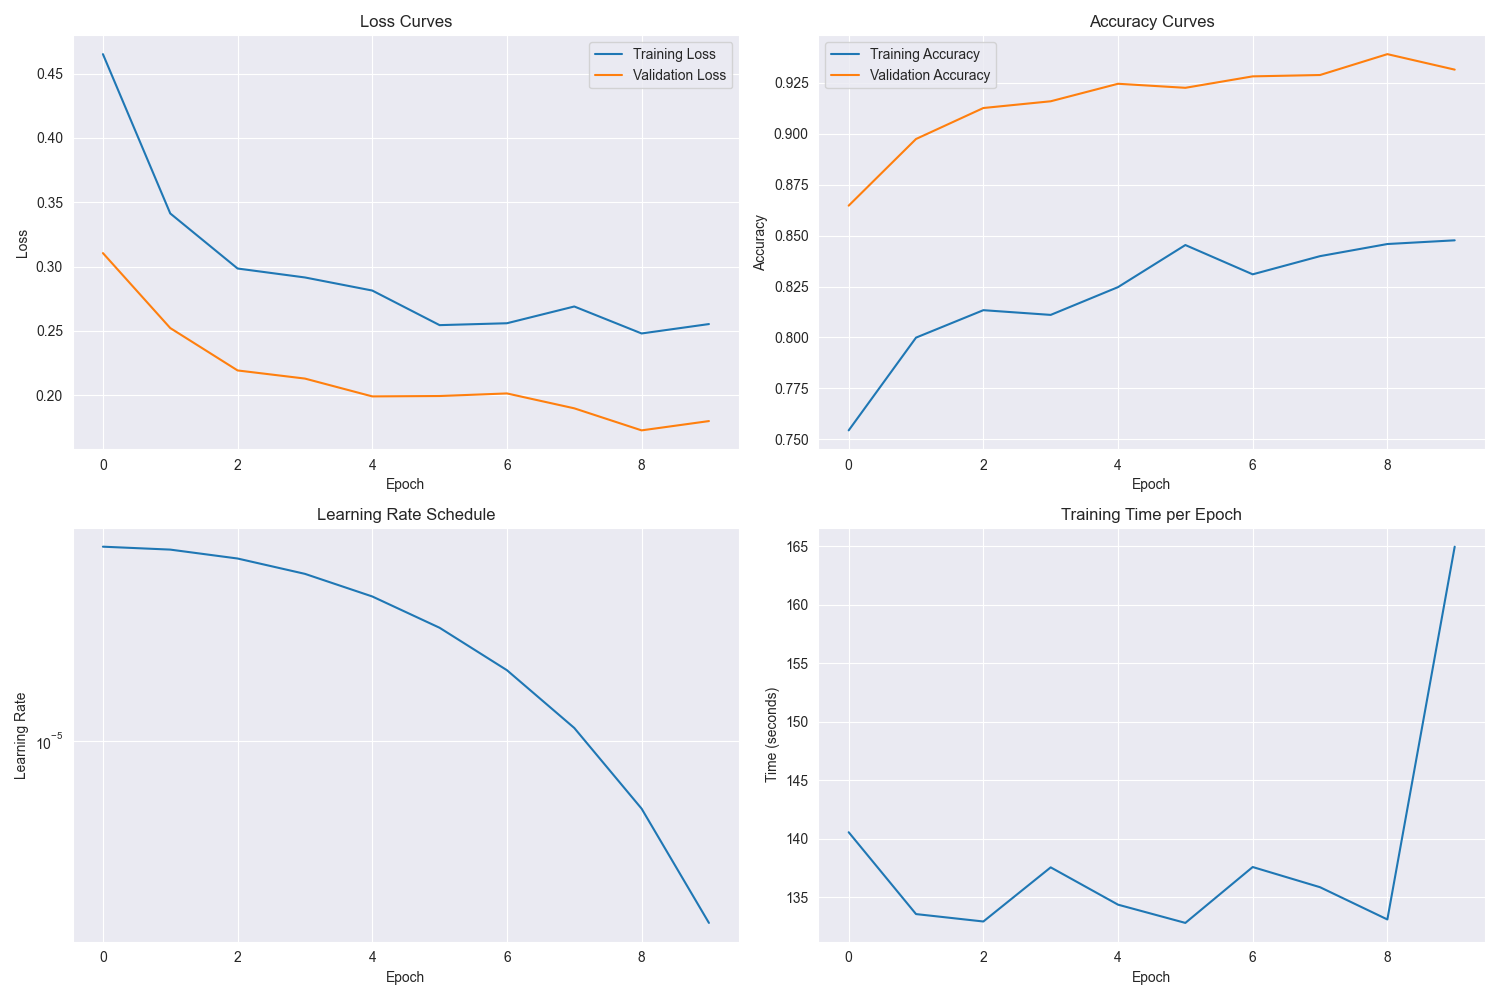 Loss Curves
Training Loss
Validation Loss
0.45
0.40
0.35
0.30
0.25
0.20
Loss
0 2 4 6 8
Epoch
Accuracy Curves
Training Accuracy
Validation Accuracy
0.925
0.900
0.875
0.850
0.825
0.800
0.775
0.750
Accuracy
0 2 4 6 8
Epoch
Learning Rate Schedule
10⁻⁵
Learning Rate
0 2 4 6 8
Epoch
Training Time per Epoch
165
160
155
150
145
140
135
Time (seconds)
0 2 4 6 8
Epoch